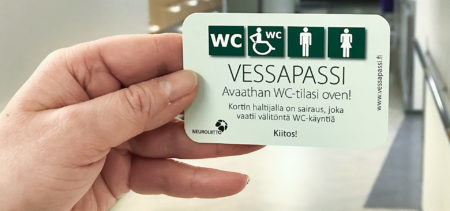 WC WC
VESSAPASSI
Avaathan WC-tilasi oven!
Kortin haltijalla on sairaus, joka
vaatii välitöntä WC-käyntiä
Kiitos!
NEUROLIITTO
www.vessapassi.fi